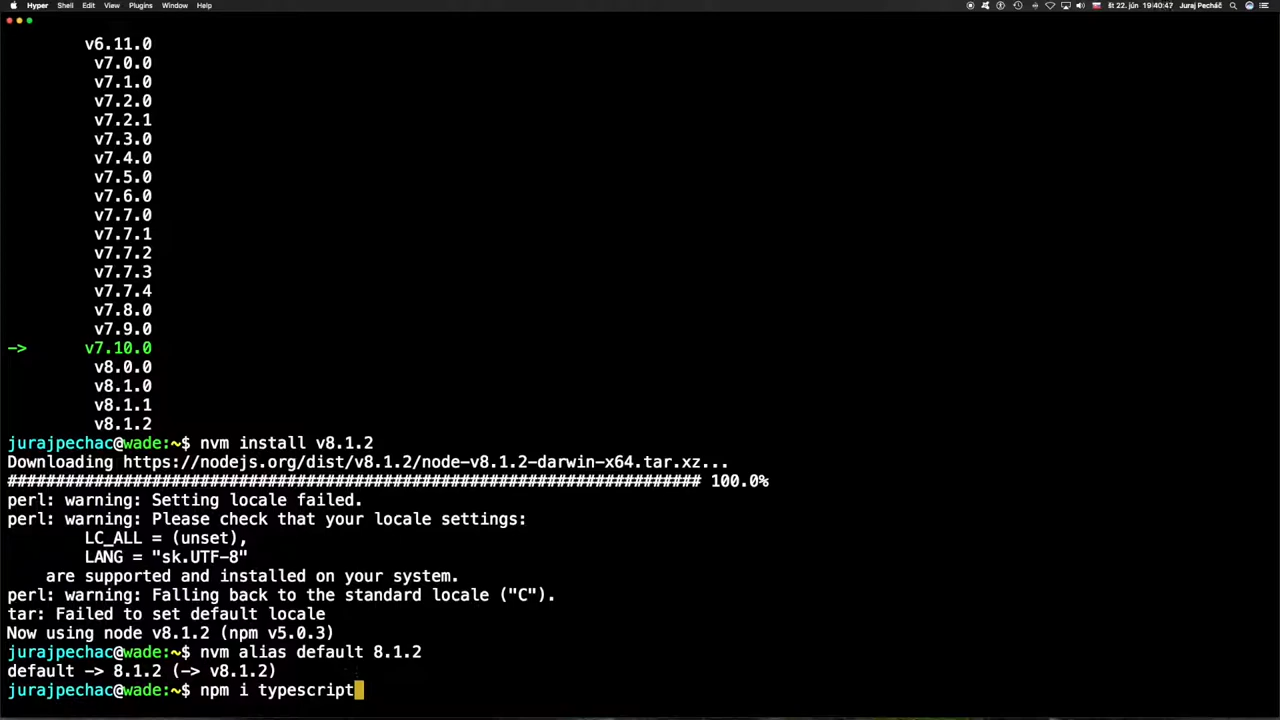 Hyper Shell Edit View Plugins Window Help št 22. jún 19:40:47 Juraj Pecháč
v6.11.0
v7.0.0
v7.1.0
v7.2.0
v7.2.1
v7.3.0
v7.4.0
v7.5.0
v7.6.0
v7.7.0
v7.7.1
v7.7.2
v7.7.3
v7.7.4
v7.8.0
v7.9.0
-> v7.10.0
v8.0.0
v8.1.0
v8.1.1
v8.1.2
jurajpechac@wade:~$ nvm install v8.1.2
Downloading https://nodejs.org/dist/v8.1.2/node-v8.1.2-darwin-x64.tar.xz...
######################################################################## 100.0%
perl: warning: Setting locale failed.
perl: warning: Please check that your locale settings:
LC_ALL = (unset),
LANG = "sk.UTF-8"
are supported and installed on your system.
perl: warning: Falling back to the standard locale ("C").
tar: Failed to set default locale
Now using node v8.1.2 (npm v5.0.3)
jurajpechac@wade:~$ nvm alias default 8.1.2
default -> 8.1.2 (-> v8.1.2)
jurajpechac@wade:~$ npm i typescript